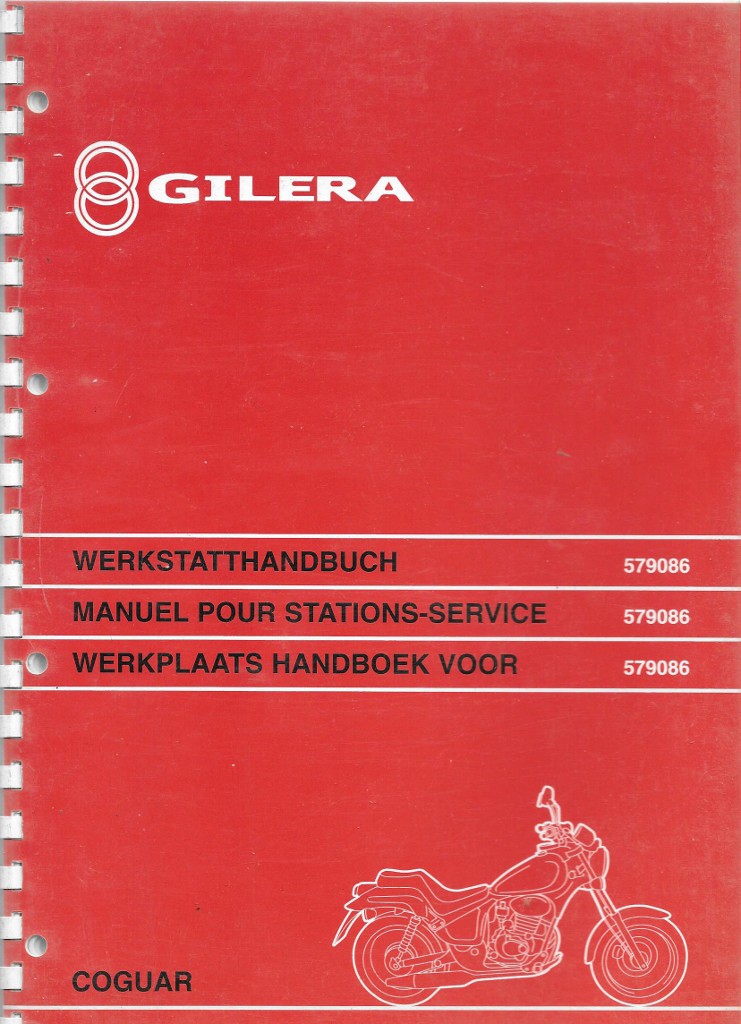 GILERA
WERKSTATTHANDBUCH 579086
MANUEL POUR STATIONS-SERVICE 579086
WERKPLAATS HANDBOEK VOOR 579086
COGUAR